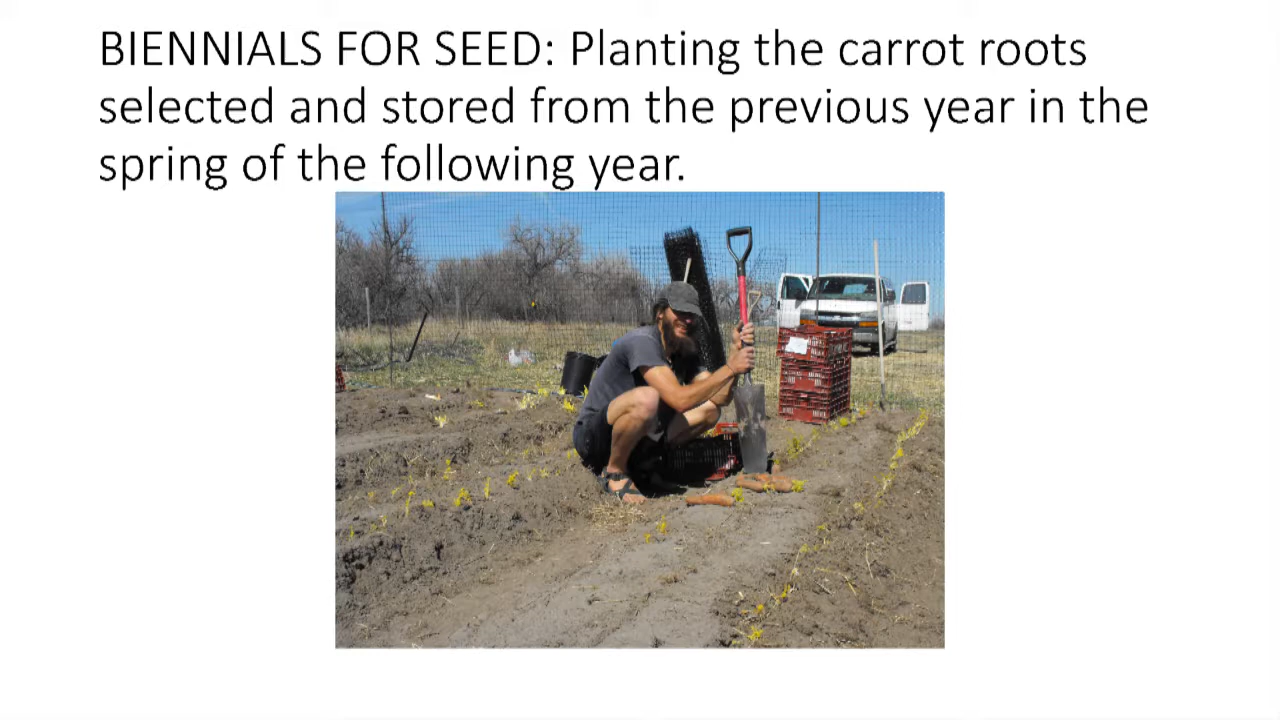 BIENNIALS FOR SEED: Planting the carrot roots
selected and stored from the previous year in the
spring of the following year.